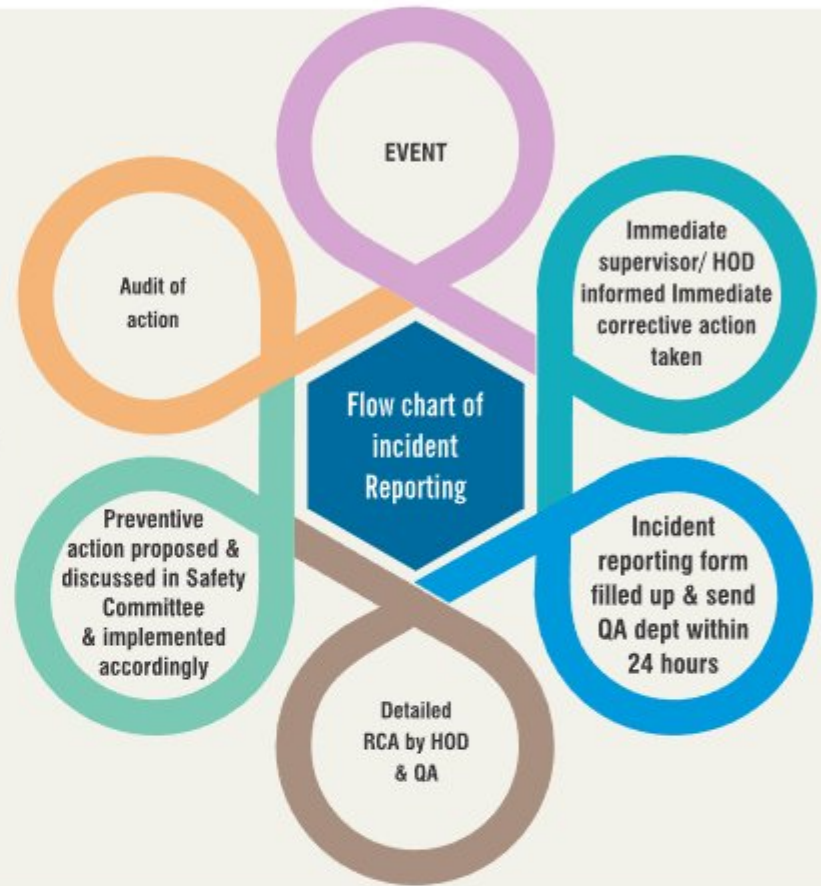 EVENT
Immediate
supervisor/ HOD
informed Immediate
corrective action
taken
Incident
reporting form
filled up & send
QA dept within
24 hours
Detailed
RCA by HOD
& QA
Preventive
action proposed &
discussed in Safety
Committee
& implemented
accordingly
Audit of
action
Flow chart of
incident
Reporting